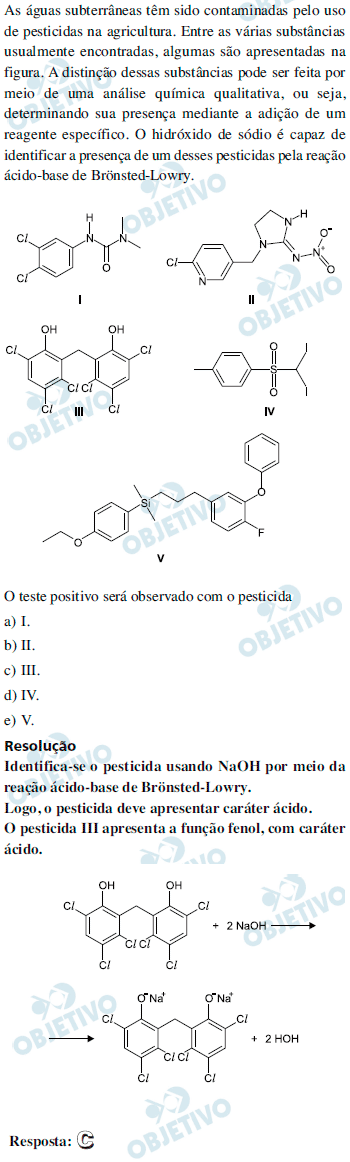 As águas subterrâneas têm sido contaminadas pelo uso
de pesticidas na agricultura. Entre as várias substâncias
usualmente encontradas, algumas são apresentadas na
figura. A distinção dessas substâncias pode ser feita por
meio de uma análise química qualitativa, ou seja,
determinando sua presença mediante a adição de um
reagente específico. O hidróxido de sódio é capaz de
identificar a presença de um desses pesticidas pela reação
ácido-base de Brönsted-Lowry.
H
Cl
N
N
O
Cl
I
N
H
N
N
N+
O-
O
Cl
N
II
OH
OH
Cl
Cl
Cl
Cl
Cl
Cl
III
O
I
S
O
I
IV
O
Si
O
F
V
O teste positivo será observado com o pesticida
a) I.
b) II.
c) III.
d) IV.
e) V.
Resolução
Identifica-se o pesticida usando NaOH por meio da
reação ácido-base de Brönsted-Lowry.
Logo, o pesticida deve apresentar caráter ácido.
O pesticida III apresenta a função fenol, com caráter
ácido.
OH
OH
Cl
Cl
Cl
Cl
Cl
Cl
+ 2 NaOH
O- Na+
O- Na+
Cl
Cl
Cl
Cl
Cl
Cl
+ 2 HOH
Resposta: C
OBJETIVO